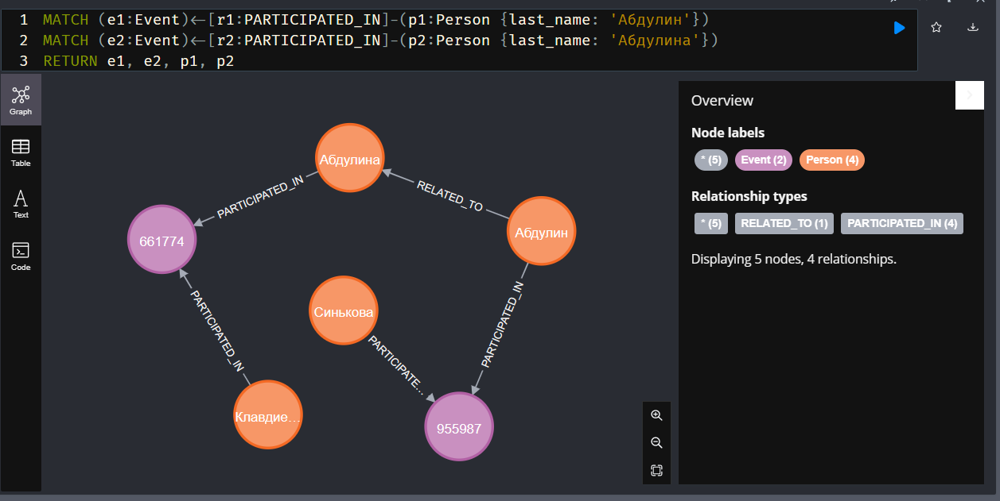 1 MATCH (e1:Event)<-[r1:PARTICIPATED_IN]-(p1:Person {last_name: 'Абдулин'})
2 MATCH (e2:Event)<-[r2:PARTICIPATED_IN]-(p2:Person {last_name: 'Абдулина'})
3 RETURN e1, e2, p1, p2
Graph
Table
Text
Code
Абдулина
PARTICIPATED_IN
RELATED_TO
661774
Абдулин
PARTICIPATED_IN
Синькова
PARTICIPATED_IN
PARTICIPATE...
Клавдие...
955987
Overview
Node labels
* (5) Event (2) Person (4)
Relationship types
* (5) RELATED_TO (1) PARTICIPATED_IN (4)
Displaying 5 nodes, 4 relationships.